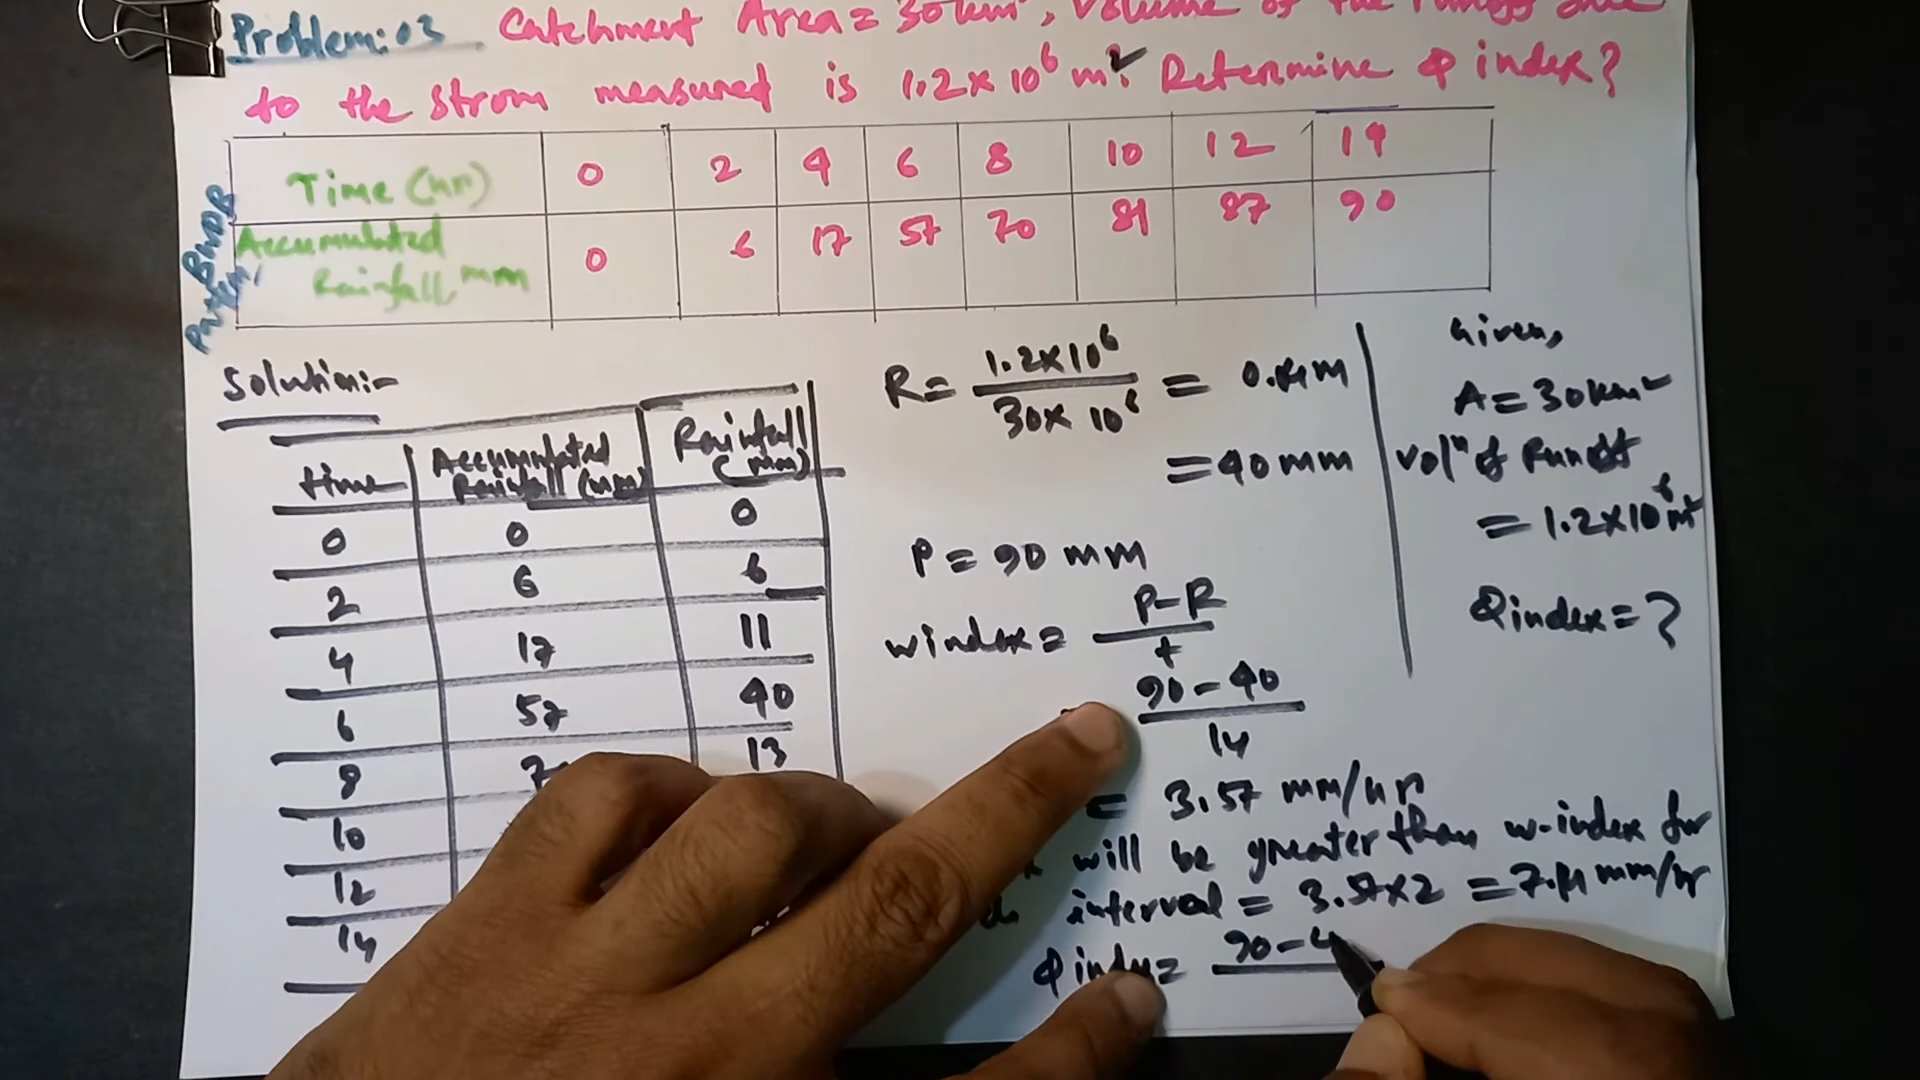 Problem: 03 Catchment Area = 30 km², Volume of the
to the strom measured is 1.2 × 10⁶ m³. Determine φ index?
Time (hr) 0 2 4 6 8 10 12 14
Accumulated Rainfall, mm 0 6 17 57 70 81 87 90
Solution:-
time Accumulated Rainfall (mm) Rainfall (mm)
0 0 0
2 6 6
4 17 11
6 57 40
8 13
10
12
14
R = 1.2×10⁶ / 30×10⁶ = 0.04m
= 40 mm
P = 90 mm
w index = P-R / t
90-40 / 14
= 3.57 mm/hr
will be greater than w-index for
interval = 3.57×2 = 7.14 mm/hr
φ index = 90-4
Given,
A = 30 km²
volⁿ of Runoff
= 1.2×10⁶ m³
φ index = ?